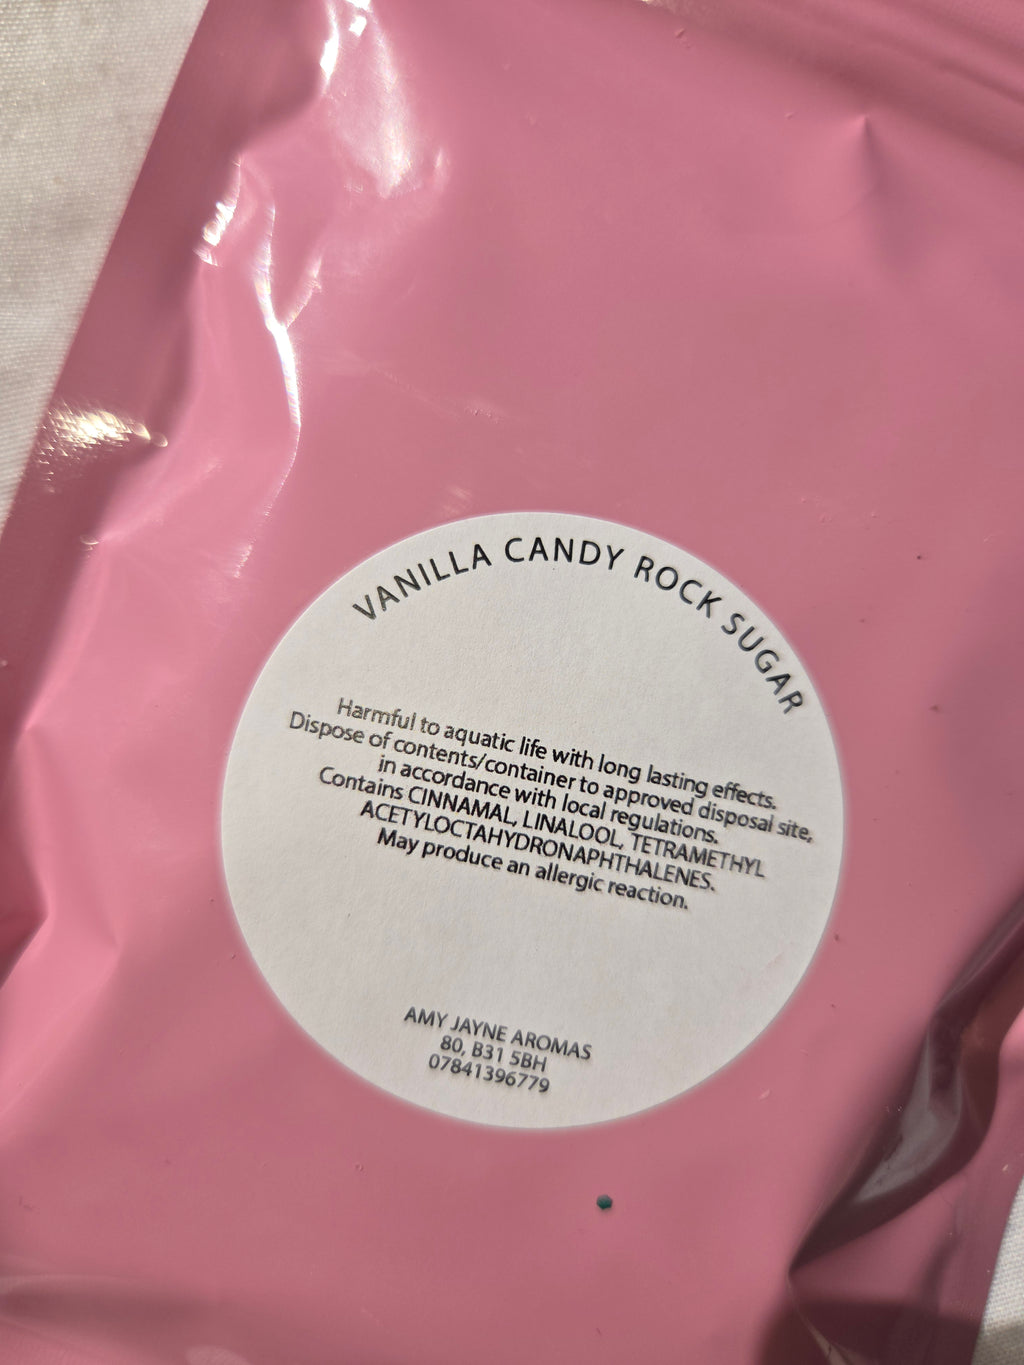 VANILLA CANDY ROCK SUGAR
Harmful to aquatic life with long lasting effects.
Dispose of contents/container to approved disposal site,
in accordance with local regulations.
Contains CINNAMAL, LINALOOL, TETRAMETHYL
ACETYLOCTAHYDRONAPHTHALENES.
May produce an allergic reaction.
AMY JAYNE AROMAS
80, B31 5BH
07841396779